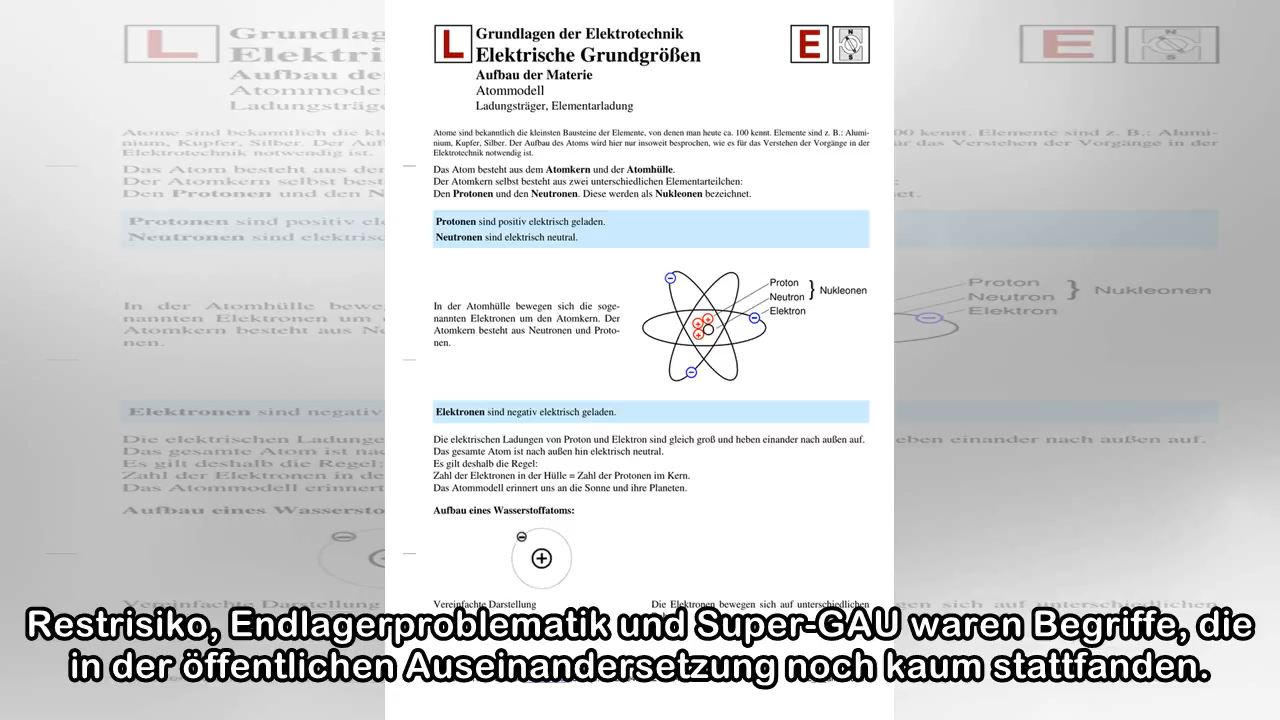 L
Grundlagen der Elektrotechnik
Elektrische Grundgrößen
Aufbau der Materie
Atommodell
Ladungsträger, Elementarladung
E
N
S
Atome sind bekanntlich die kleinsten Bausteine der Elemente, von denen man heute ca. 100 kennt. Elemente sind z. B.: Alumi-
nium, Kupfer, Silber. Der Aufbau des Atoms wird hier nur insoweit besprochen, wie es für das Verstehen der Vorgänge in der
Elektrotechnik notwendig ist.
Das Atom besteht aus dem Atomkern und der Atomhülle.
Der Atomkern selbst besteht aus zwei unterschiedlichen Elementarteilchen:
Den Protonen und den Neutronen. Diese werden als Nukleonen bezeichnet.
Protonen sind positiv elektrisch geladen.
Neutronen sind elektrisch neutral.
In der Atomhülle bewegen sich die soge-
nannten Elektronen um den Atomkern. Der
Atomkern besteht aus Neutronen und Proto-
nen.
Proton
Neutron
Elektron
} Nukleonen
Elektronen sind negativ elektrisch geladen.
Die elektrischen Ladungen von Proton und Elektron sind gleich groß und heben einander nach außen auf.
Das gesamte Atom ist nach außen hin elektrisch neutral.
Es gilt deshalb die Regel:
Zahl der Elektronen in der Hülle = Zahl der Protonen im Kern.
Das Atommodell erinnert uns an die Sonne und ihre Planeten.
Aufbau eines Wasserstoffatoms:
Vereinfachte Darstellung
Die Elektronen bewegen sich auf unterschiedlichen
Restrisiko, Endlagerproblematik und Super-GAU waren Begriffe, die
in der öffentlichen Auseinandersetzung noch kaum stattfanden.